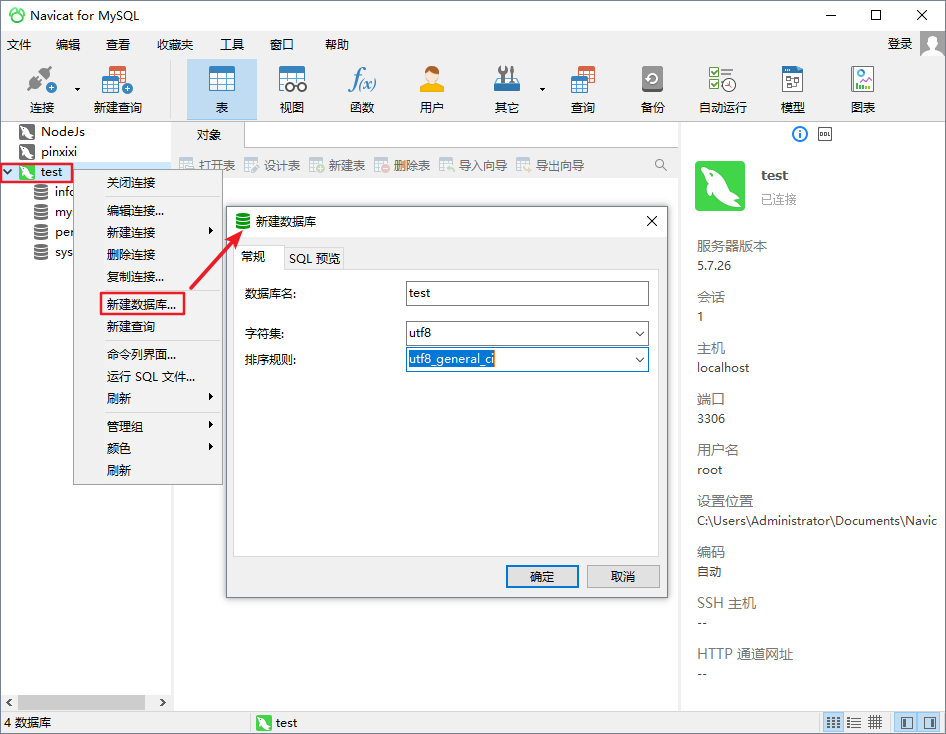 Navicat for MySQL
文件 编辑 查看 收藏夹 工具 窗口 帮助 登录
连接 新建查询 表 视图 函数 用户 其它 查询 备份 自动运行 模型 图表
NodeJs
pinxixi
test
info
my
per
sys
关闭连接
编辑连接...
新建连接
删除连接
复制连接...
新建数据库...
新建查询
命令列界面...
运行 SQL 文件...
刷新
管理组
颜色
刷新
对象
打开表 设计表 新建表 删除表 导入向导 导出向导
新建数据库
常规 SQL 预览
数据库名: test
字符集: utf8
排序规则: utf8_general_ci
确定 取消
DDL
test
已连接
服务器版本
5.7.26
会话
1
主机
localhost
端口
3306
用户名
root
设置位置
C:\Users\Administrator\Documents\Navic
编码
自动
SSH 主机
--
HTTP 通道网址
--
4 数据库 test